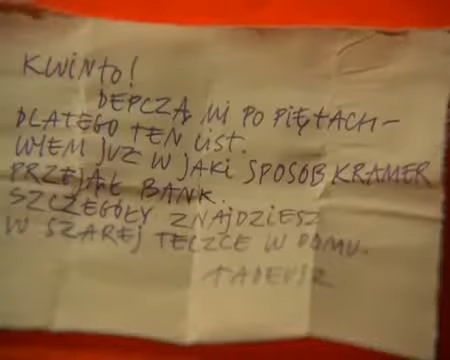 KWINTO!
DEPCZĄ MI PO PIĘTACH –
DLATEGO TEN LIST.
WIEM JUŻ W JAKI SPOSÓB KRAMER
PRZEJĄŁ BANK.
SZCZEGÓŁY ZNAJDZIESZ
W SZAREJ TECZCE W DOMU.
TADEUSZ